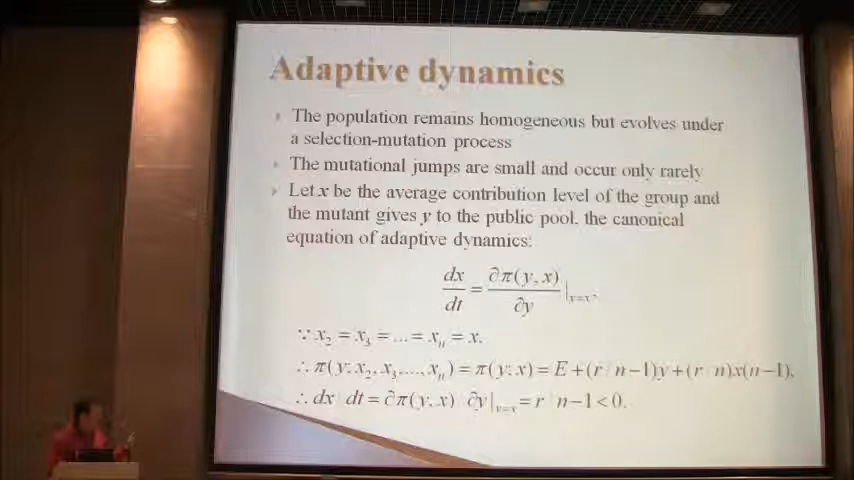 Adaptive dynamics
The population remains homogeneous but evolves under
a selection-mutation process
The mutational jumps are small and occur only rarely
Let x be the average contribution level of the group and
the mutant gives y to the public pool. the canonical
equation of adaptive dynamics:
dx/dt = ∂π(y,x)/∂y |y=x,
∵ x₂ = x₃ = ... = xₙ = x.
∴ π(y;x₂,x₃,...,xₙ) = π(y;x) = E+(r/n−1)y+(r/n)x(n−1).
∴ dx/dt = ∂π(y,x)/∂y|y=x = r/n−1<0.